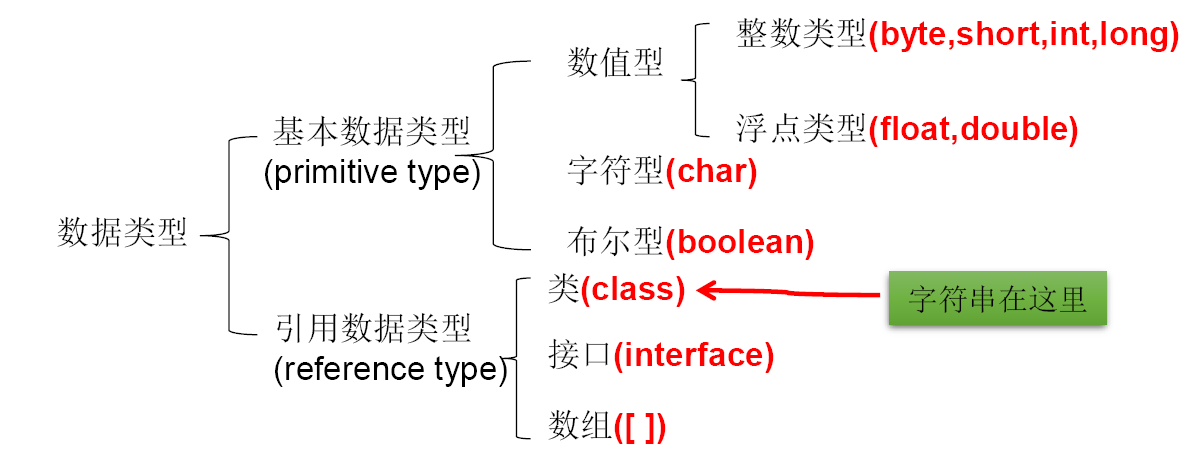 整数类型(byte,short,int,long)
数值型
浮点类型(float,double)
基本数据类型
(primitive type)
字符型(char)
数据类型
布尔型(boolean)
类(class)
字符串在这里
引用数据类型
(reference type)
接口(interface)
数组([ ])